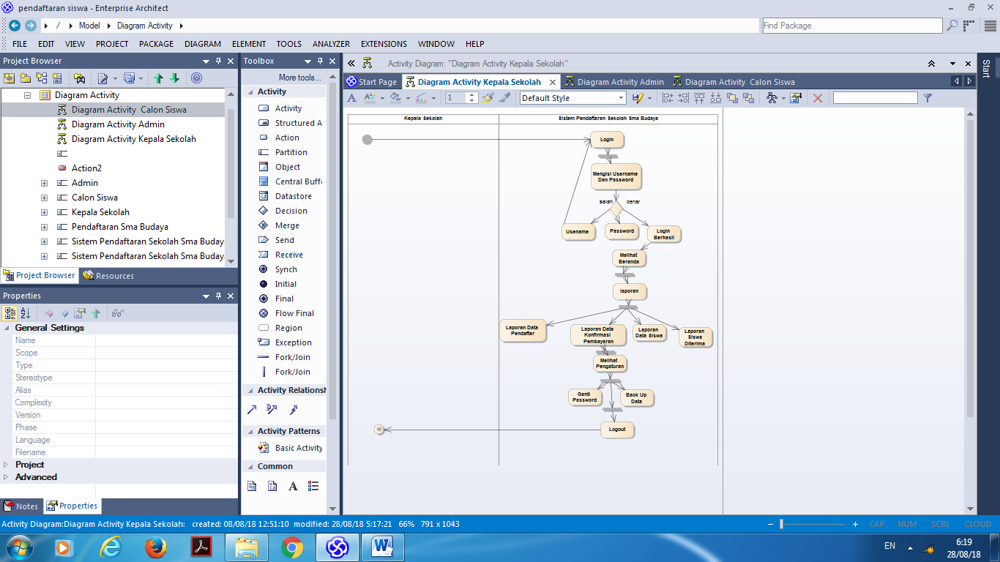 pendaftaran siswa - Enterprise Architect
/ Model Diagram Activity
Find Package
FILE EDIT VIEW PROJECT PACKAGE DIAGRAM ELEMENT TOOLS ANALYZER EXTENSIONS WINDOW HELP
Project Browser
Diagram Activity
Diagram Activity Calon Siswa
Diagram Activity Admin
Diagram Activity Kepala Sekolah
Action2
Admin
Calon Siswa
Kepala Sekolah
Pendaftaran Sma Budaya
Sistem Pendaftaran Sekolah Sma Buday
Sistem Pendaftaran Sekolah Sma Buday
Project Browser
Resources
Properties
General Settings
Name
Scope
Type
Stereotype
Alias
Complexity
Version
Phase
Language
Filename
Project
Advanced
Notes
Properties
Toolbox
More tools...
Activity
Activity
Structured A
Action
Partition
Object
Central Buff
Datastore
Decision
Merge
Send
Receive
Synch
Initial
Final
Flow Final
Region
Exception
Fork/Join
Fork/Join
Activity Relationsh
Activity Patterns
Basic Activity
Common
Activity Diagram: "Diagram Activity Kepala Sekolah"
Start Page
Diagram Activity Kepala Sekolah
Diagram Activity Admin
Diagram Activity Calon Siswa
1
Default Style
Start
Kepala Sekolah
Sistem Pendaftaran Sekolah Sma Budaya
Login
Mengisi Username
Dan Password
salah
benar
Usename
Password
Login
Berhasil
Melihat
Beranda
laporan
Laporan Data
Pendaftar
Laporan Data
Konfirmasi
Pembayaran
Laporan
Data Siswa
Laporan
Siswa
Diterima
Melihat
Pengaturan
Ganti
Password
Back Up
Data
Logout
Activity Diagram:Diagram Activity Kepala Sekolah: created: 08/08/18 12:51:10 modified: 28/08/18 5:17:21 66% 791 x 1043
CAP NUM SCRL CLOUD
EN
6:19
28/08/18